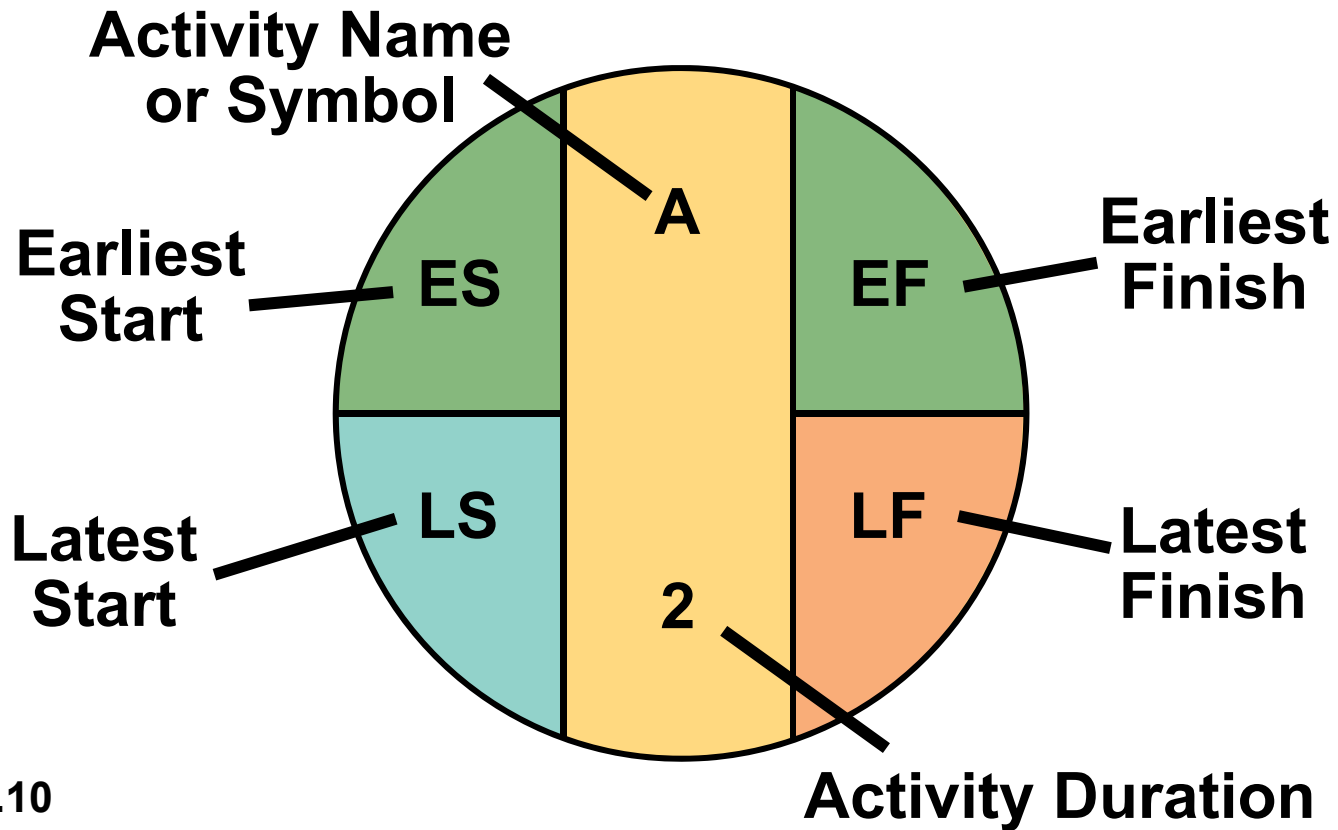 Activity Name
or Symbol
A
Earliest
Start
ES
EF
Earliest
Finish
Latest
Start
LS
LF
Latest
Finish
2
Activity Duration
.10